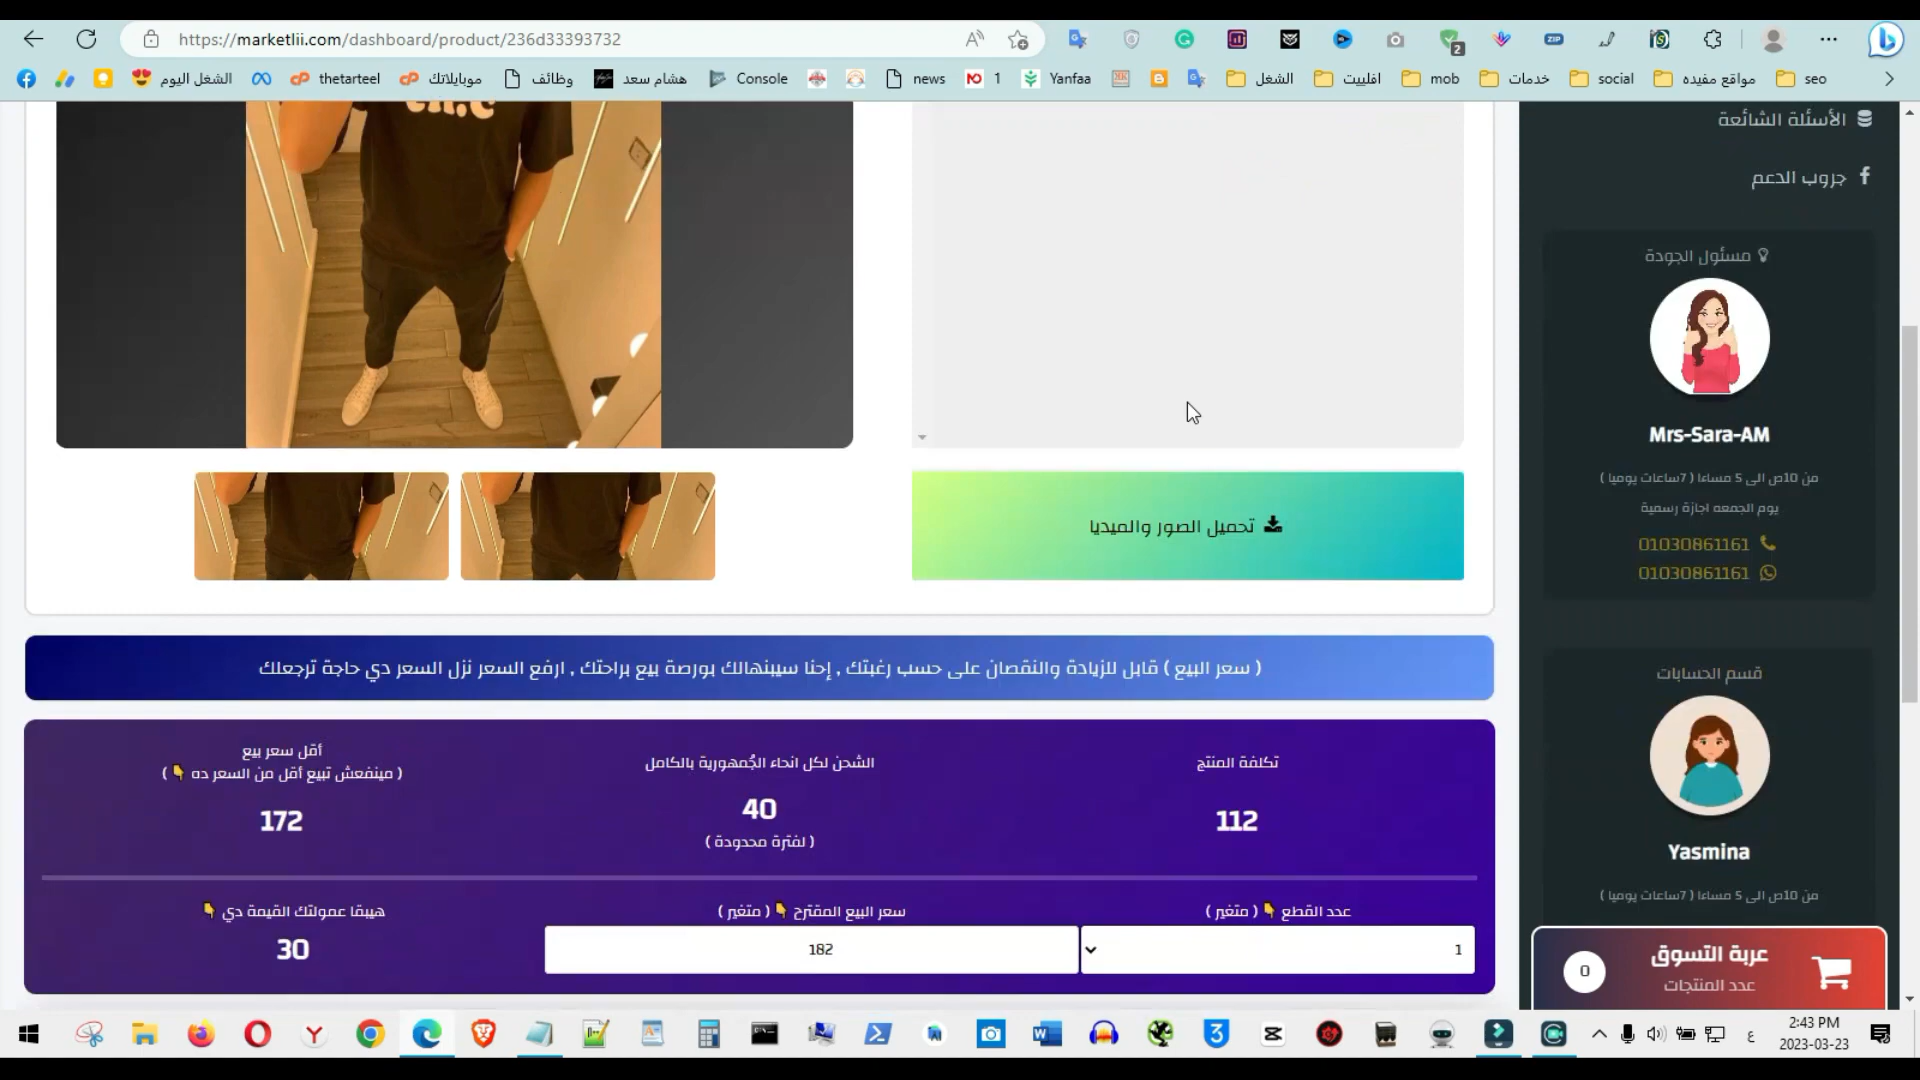 https://marketlii.com/dashboard/product/236d33393732
2
الشغل اليوم
thetarteel
موبايلاتك
وظائف
هشام سعد
Console
news
1
Yanfaa
الشغل
افلييت
mob
خدمات
social
مواقع مفيده
seo
الأسئلة الشائعة
جروب الدعم
مسئول الجودة
Mrs-Sara-AM
من 10ص الى 5 مساءا ( 7ساعات يوميا )
يوم الجمعه اجازة رسمية
01030861161
01030861161
تحميل الصور والميديا
( سعر البيع ) قابل للزيادة والنقصان على حسب رغبتك , إحنا سيبنهالك بورصة بيع براحتك , ارفع السعر نزل السعر دي حاجة ترجعلك
قسم الحسابات
Yasmina
من 10ص الى 5 مساءا ( 7ساعات يوميا )
تكلفة المنتج
112
الشحن لكل انحاء الجُمهورية بالكامل
40
( لفترة محدودة )
أقل سعر بيع
( مينفعش تبيع أقل من السعر ده 👇 )
172
عدد القطع 👇 ( متغير )
1
سعر البيع المقترح 👇 ( متغير )
182
هيبقا عمولتك القيمة دي 👇
30
عربة التسوق
عدد المنتجات
0
ع
2:43 PM
2023-03-23